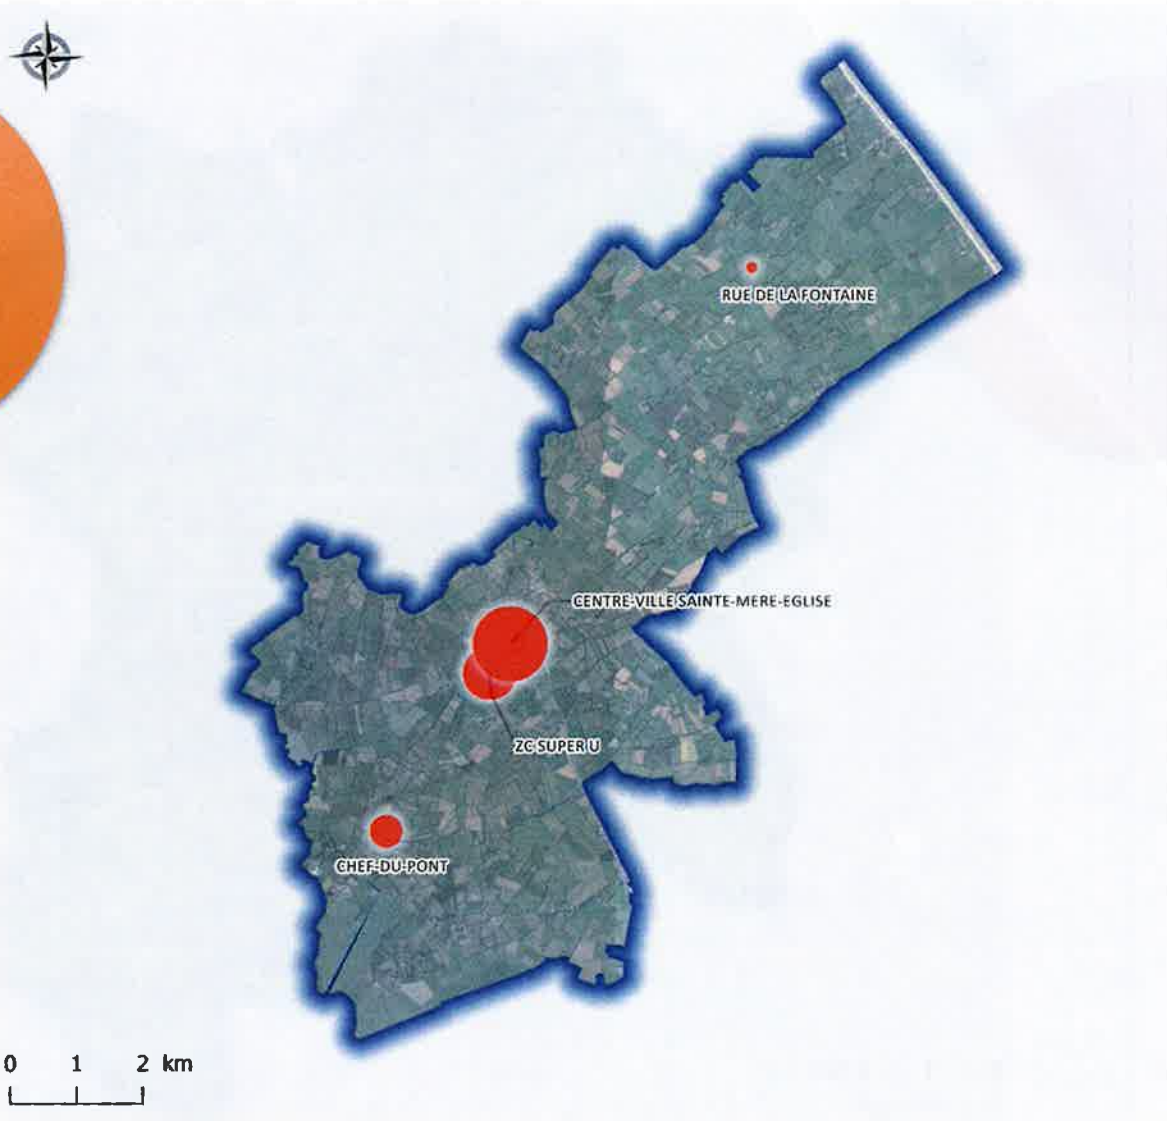 RUE DE LA FONTAINE
CENTRE-VILLE SAINTE-MERE-EGLISE
ZC SUPER U
CHEF-DU-PONT
0 1 2 km